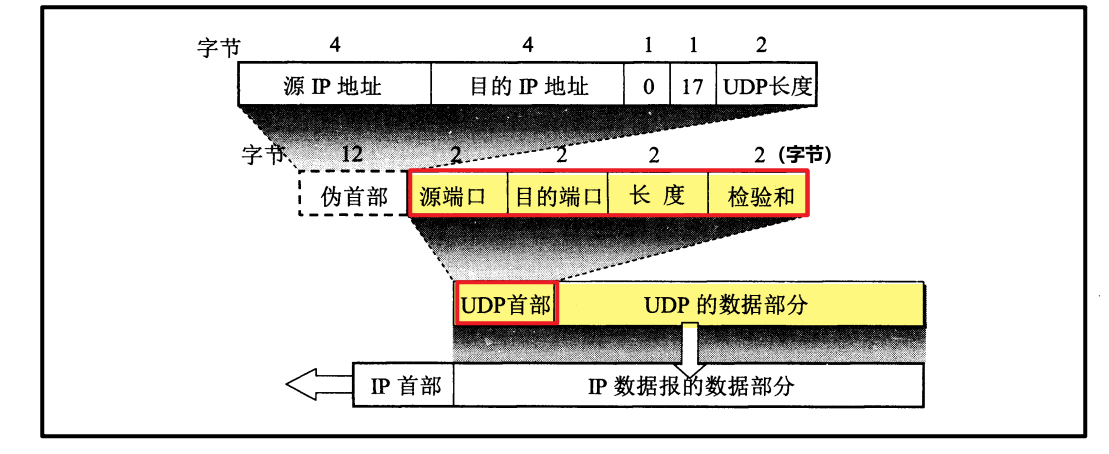 字节 4 4 1 1 2
源 IP 地址 目的 IP 地址 0 17 UDP长度
字节 12 2 2 2 2 (字节)
伪首部 源端口 目的端口 长 度 检验和
UDP首部 UDP 的数据部分
IP 首部 IP 数据报的数据部分